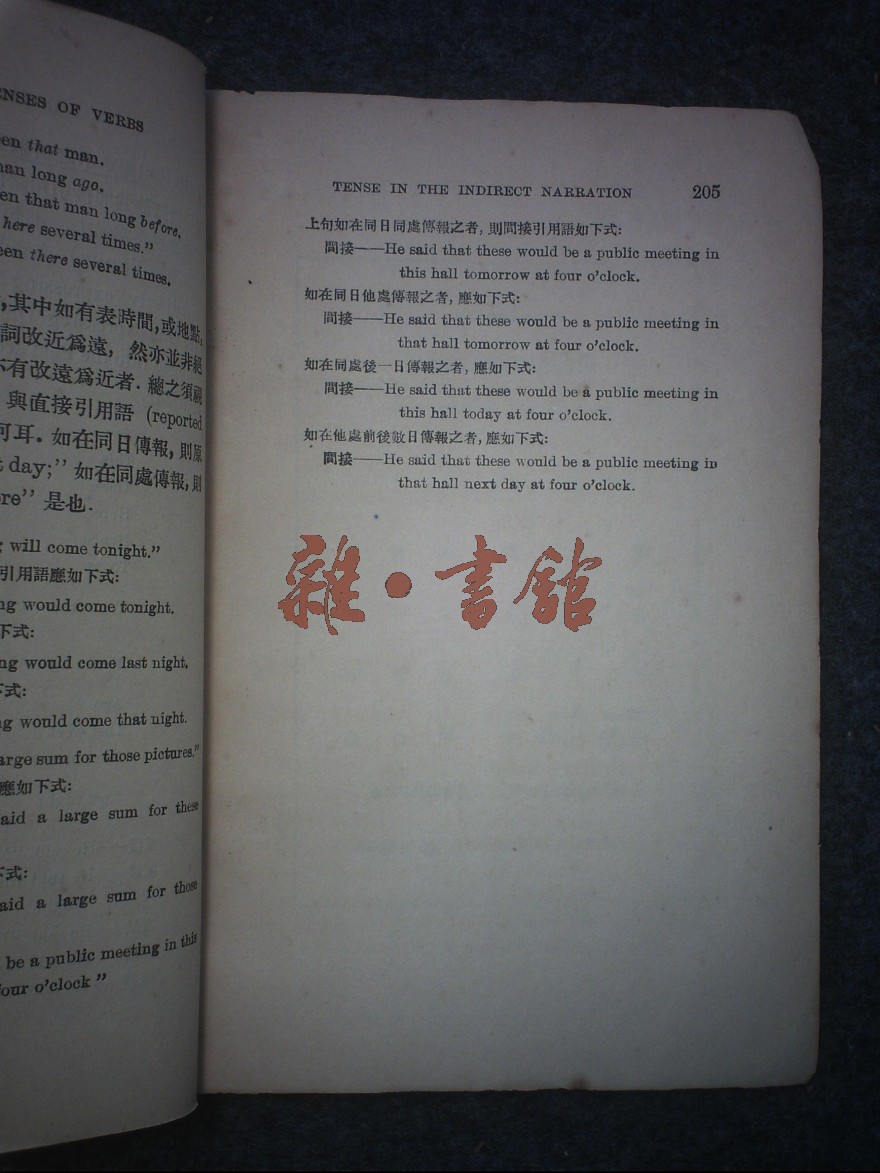 ENSES OF VERBS
en that man.
man long ago.
en that man long before.
here several times.”
een there several times.
,其中如有表時間,或地點,
詞改近爲遠, 然亦並非絕
有改遠爲近者. 總之須視
與直接引用語 (reported
可耳. 如在同日傳報,則原
day;” 如在同處傳報,則
re” 是也.
will come tonight.”
引用語應如下式:
ng would come tonight.
下式:
ng would come last night.
式:
ng would come that night.
arge sum for those pictures.”
應如下式:
aid a large sum for these
下式:
aid a large sum for those
be a public meeting in this
four o’clock ”
TENSE IN THE INDIRECT NARRATION 205
上句如在同日同處傳報之者, 則間接引用語如下式:
間接——He said that these would be a public meeting in
this hall tomorrow at four o’clock.
如在同日他處傳報之者, 應如下式:
間接——He said that these would be a public meeting in
that hall tomorrow at four o’clock.
如在同處後一日傳報之者, 應如下式:
間接——He said that these would be a public meeting in
this hall today at four o’clock.
如在他處前後數日傳報之者, 應如下式:
間接——He said that these would be a public meeting in
that hall next day at four o’clock.
雜·書館